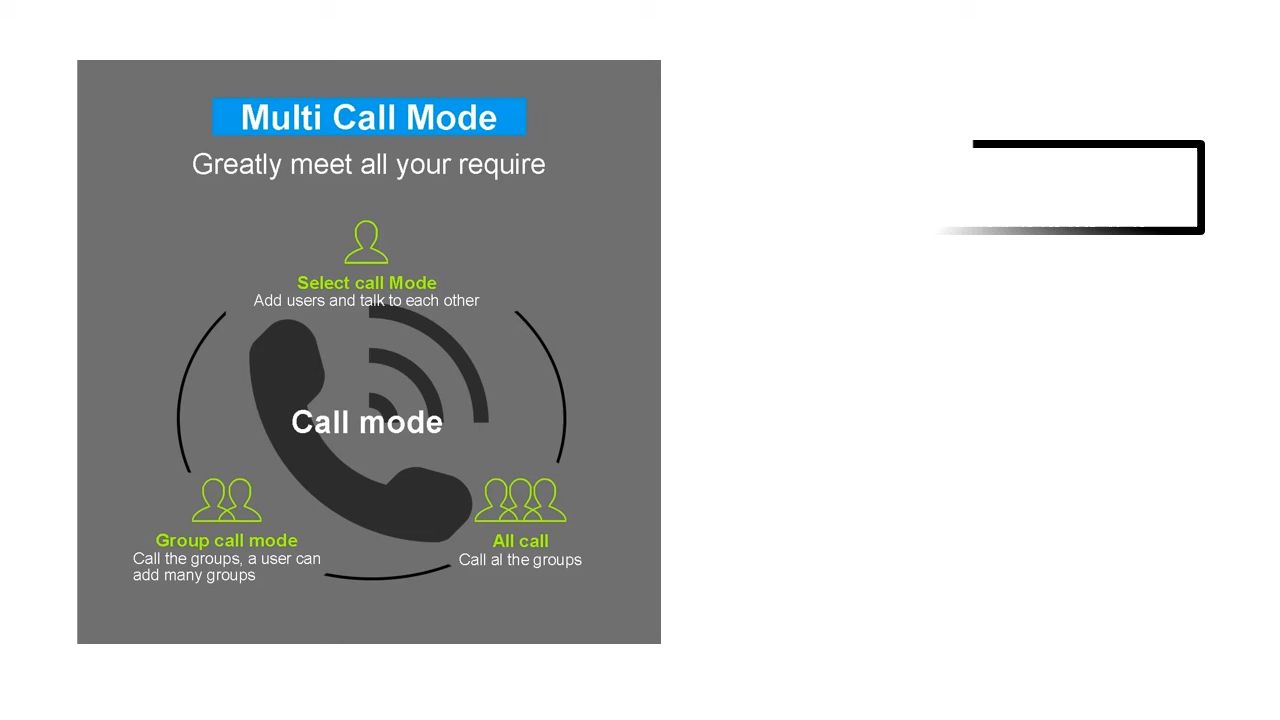 Multi Call Mode
Greatly meet all your require
Select call Mode
Add users and talk to each other
Call mode
Group call mode
Call the groups, a user can
add many groups
All call
Call al the groups